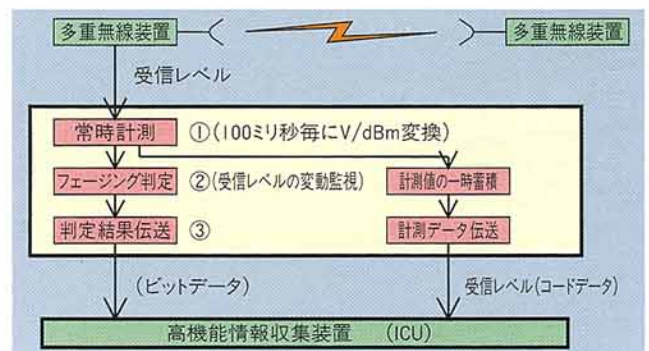 多重無線装置
多重無線装置
受信レベル
常時計測 ①(100ミリ秒毎にV/dBm変換)
フェージング判定 ②(受信レベルの変動監視)
計測値の一時蓄積
判定結果伝送 ③
計測データ伝送
(ビットデータ)
受信レベル(コードデータ)
高機能情報収集装置 (ICU)